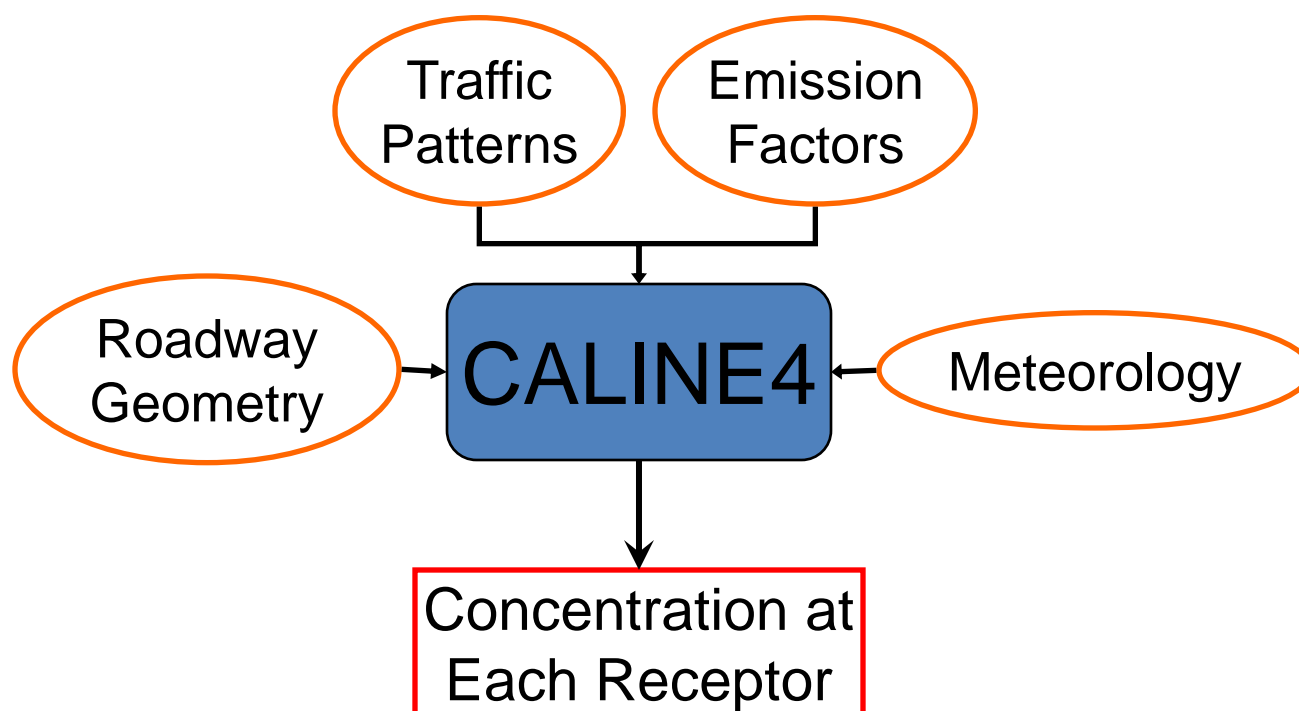 Traffic
Patterns
Emission
Factors
Roadway
Geometry
CALINE4
Meteorology
Concentration at
Each Receptor